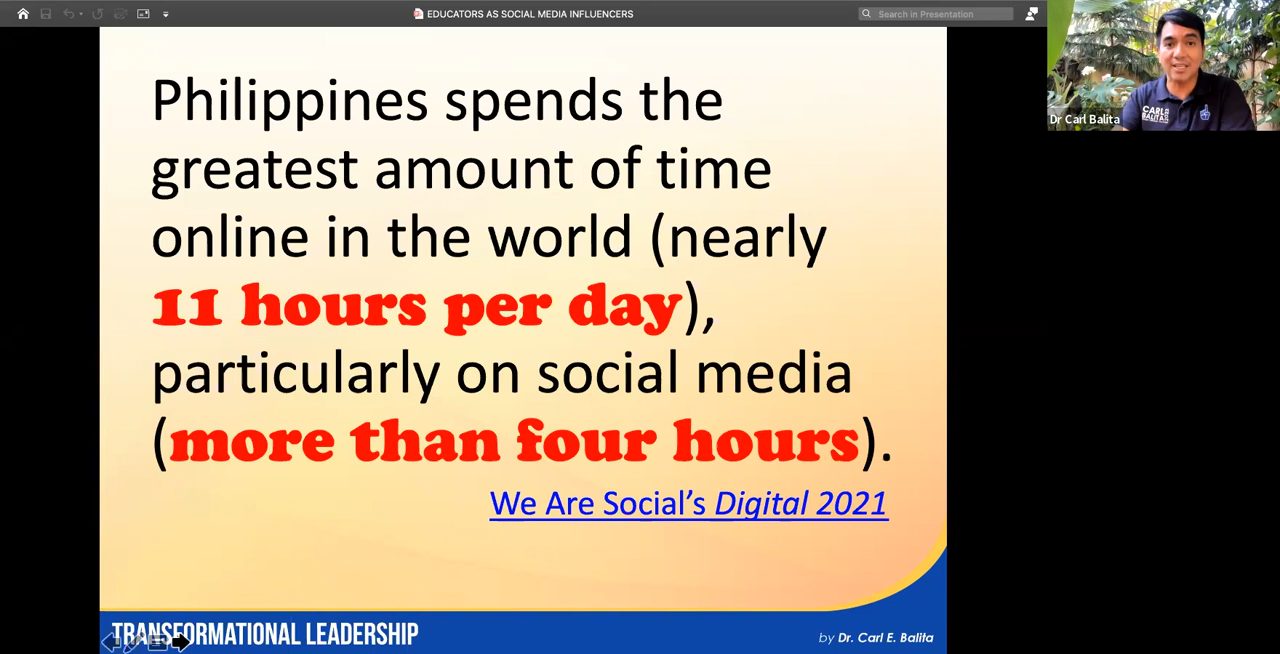 EDUCATORS AS SOCIAL MEDIA INFLUENCERS
Search in Presentation
Philippines spends the
greatest amount of time
online in the world (nearly
11 hours per day),
particularly on social media
(more than four hours).
We Are Social’s Digital 2021
TRANSFORMATIONAL LEADERSHIP
by Dr. Carl E. Balita
CARL
BALITA
Dr Carl Balita